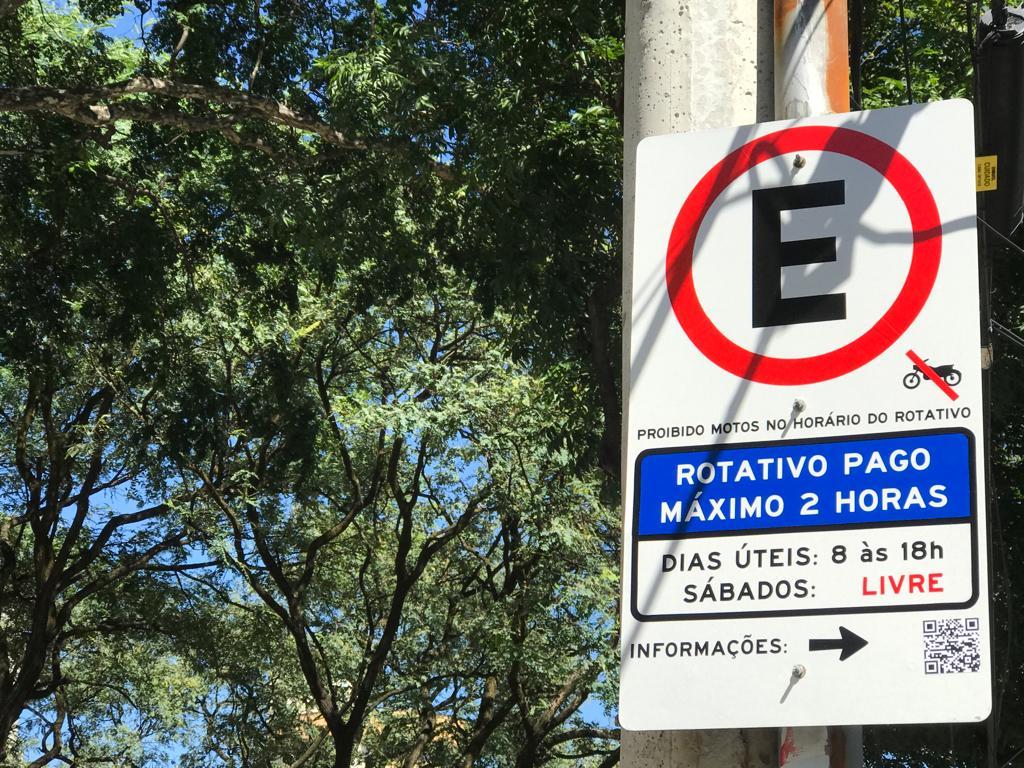 E
PROIBIDO MOTOS NO HORÁRIO DO ROTATIVO
ROTATIVO PAGO
MÁXIMO 2 HORAS
DIAS ÚTEIS: 8 às 18h
SÁBADOS: LIVRE
INFORMAÇÕES:
CUIDADO